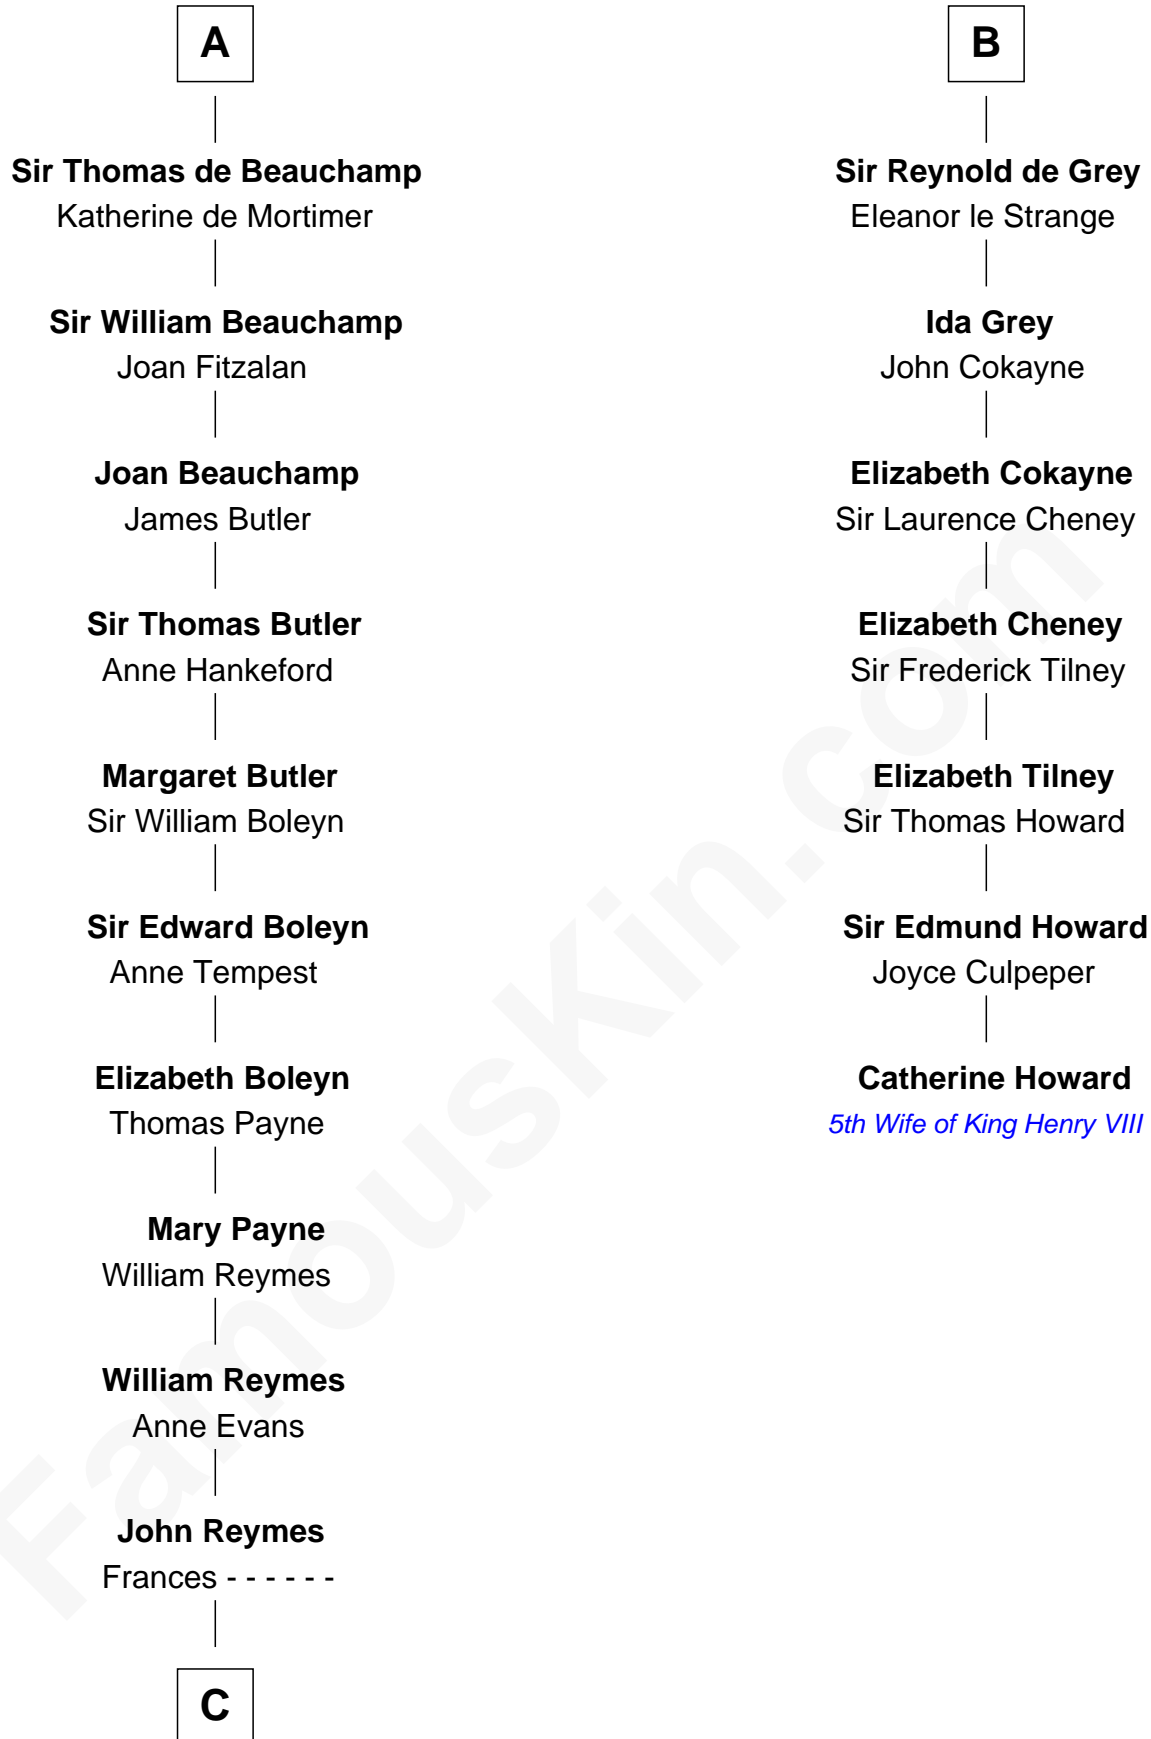 A
Sir Thomas de Beauchamp
Katherine de Mortimer
Sir William Beauchamp
Joan Fitzalan
Joan Beauchamp
James Butler
Sir Thomas Butler
Anne Hankeford
Margaret Butler
Sir William Boleyn
Sir Edward Boleyn
Anne Tempest
Elizabeth Boleyn
Thomas Payne
Mary Payne
William Reymes
William Reymes
Anne Evans
John Reymes
Frances - - - - - -
C
B
Sir Reynold de Grey
Eleanor le Strange
Ida Grey
John Cokayne
Elizabeth Cokayne
Sir Laurence Cheney
Elizabeth Cheney
Sir Frederick Tilney
Elizabeth Tilney
Sir Thomas Howard
Sir Edmund Howard
Joyce Culpeper
Catherine Howard
5th Wife of King Henry VIII
FamousKin.com